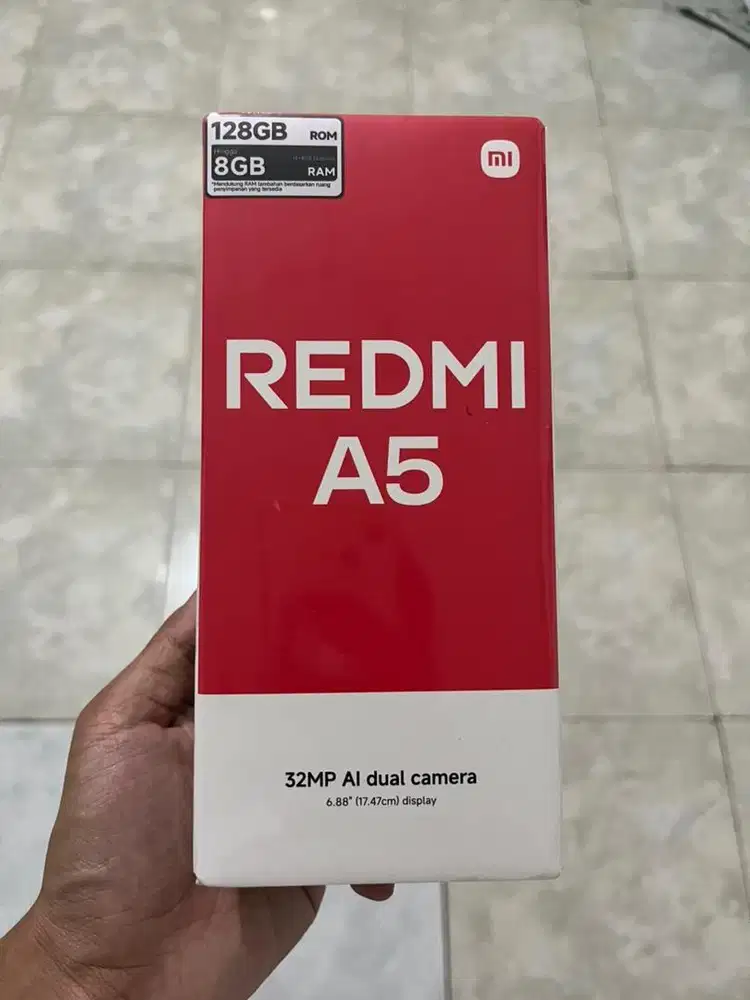 128GB ROM
Hingga
8GB RAM
*Mendukung RAM tambahan berdasarkan ruang
penyimpanan yang tersedia
mi
REDMI
A5
32MP AI dual camera
6.88" (17.47cm) display